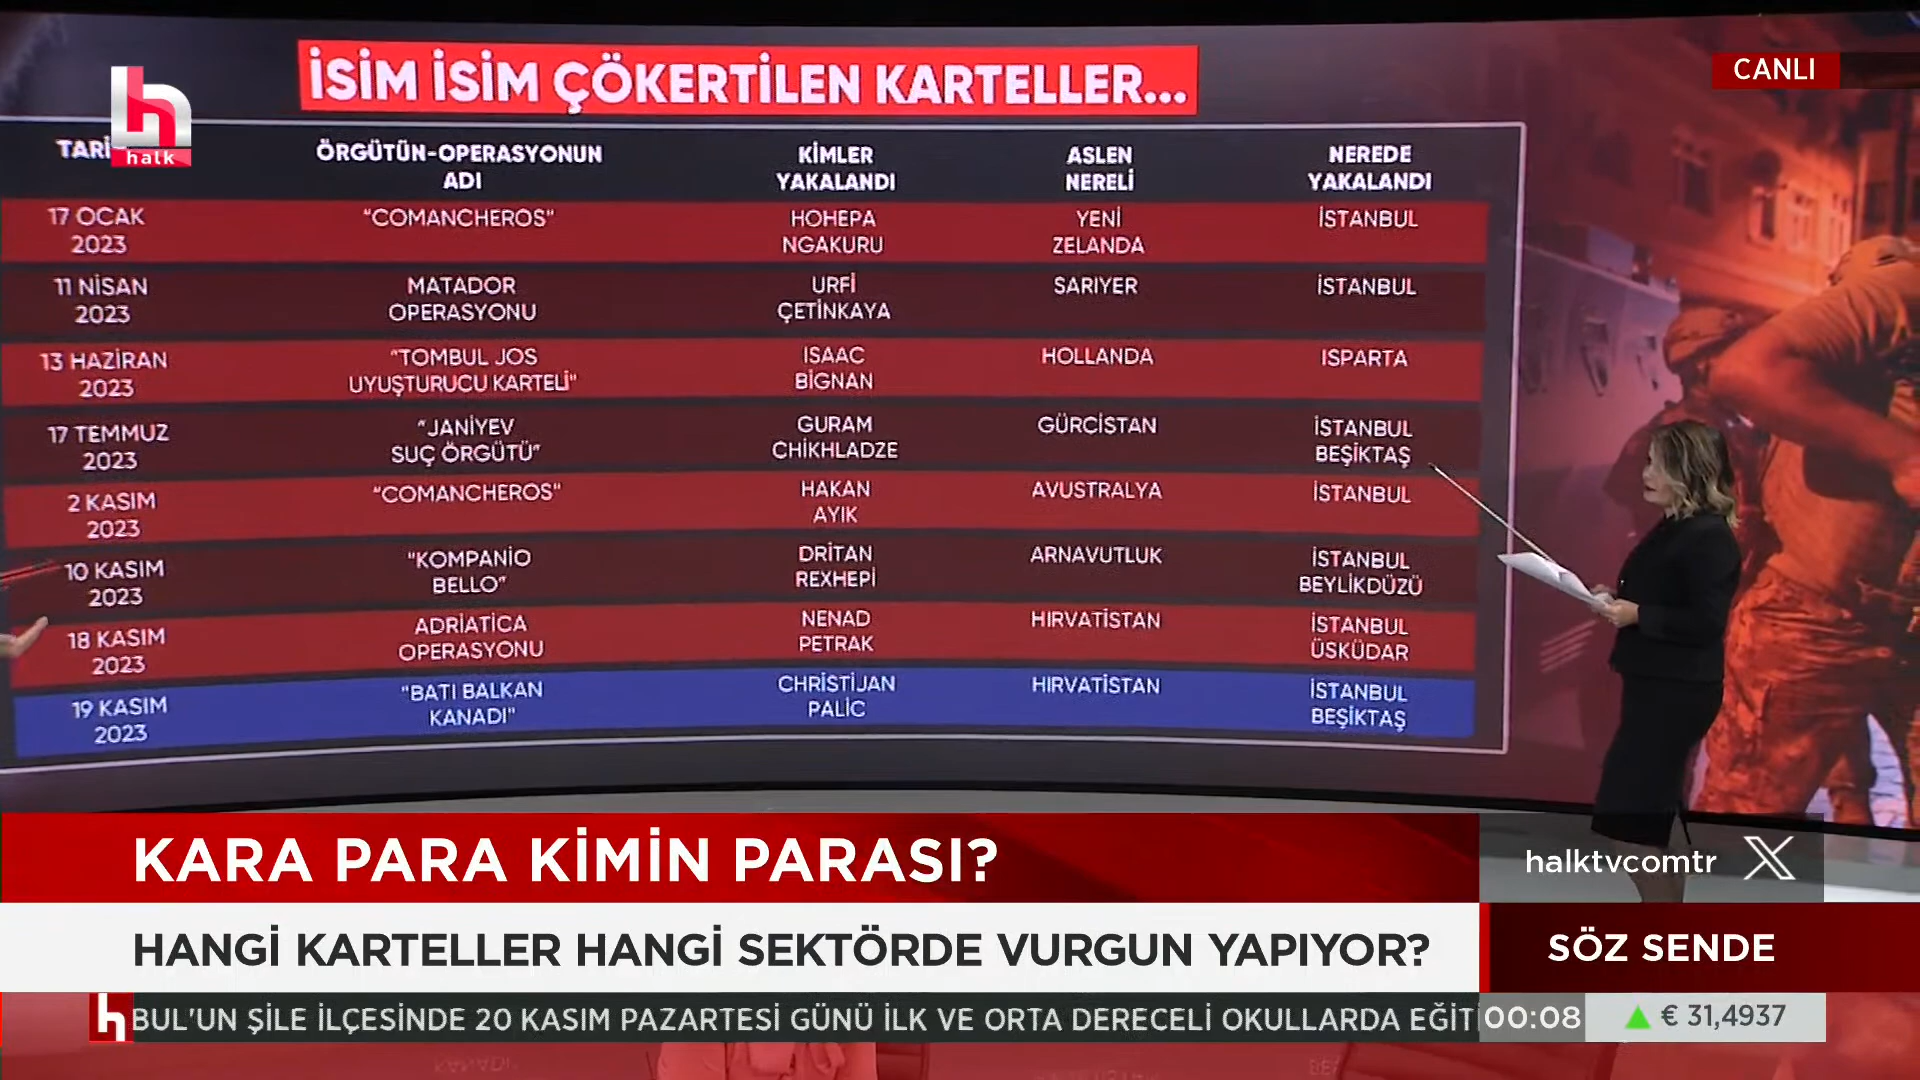 İSİM İSİM ÇÖKERTİLEN KARTELLER...
CANLI
h
halk
ÖRGÜTÜN-OPERASYONUN
ADI
KİMLER
YAKALANDI
ASLEN
NERELİ
NEREDE
YAKALANDI
17 OCAK
2023
"COMANCHEROS"
HOHEPA
NGAKURU
YENİ
ZELANDA
İSTANBUL
11 NİSAN
2023
MATADOR
OPERASYONU
URFİ
ÇETİNKAYA
SARIYER
İSTANBUL
13 HAZİRAN
2023
"TOMBUL JOS
UYUŞTURUCU KARTELİ"
ISAAC
BİGNAN
HOLLANDA
ISPARTA
17 TEMMUZ
2023
"JANİYEV
SUÇ ÖRGÜTÜ"
GURAM
CHİKHLADZE
GÜRCİSTAN
İSTANBUL
BEŞİKTAŞ
2 KASIM
2023
"COMANCHEROS"
HAKAN
AYIK
AVUSTRALYA
İSTANBUL
10 KASIM
2023
"KOMPANİO
BELLO"
DRİTAN
REXHEPİ
ARNAVUTLUK
İSTANBUL
BEYLİKDÜZÜ
18 KASIM
2023
ADRİATİCA
OPERASYONU
NENAD
PETRAK
HIRVATİSTAN
İSTANBUL
ÜSKÜDAR
19 KASIM
2023
"BATI BALKAN
KANADI"
CHRİSTİJAN
PALİC
HIRVATİSTAN
İSTANBUL
BEŞİKTAŞ
KARA PARA KİMİN PARASI?
halktvcomtr X
HANGİ KARTELLER HANGİ SEKTÖRDE VURGUN YAPIYOR?
SÖZ SENDE
h BUL'UN ŞİLE İLÇESİNDE 20 KASIM PAZARTESİ GÜNÜ İLK VE ORTA DERECELİ OKULLARDA EĞİTİ
00:08
€ 31,4937